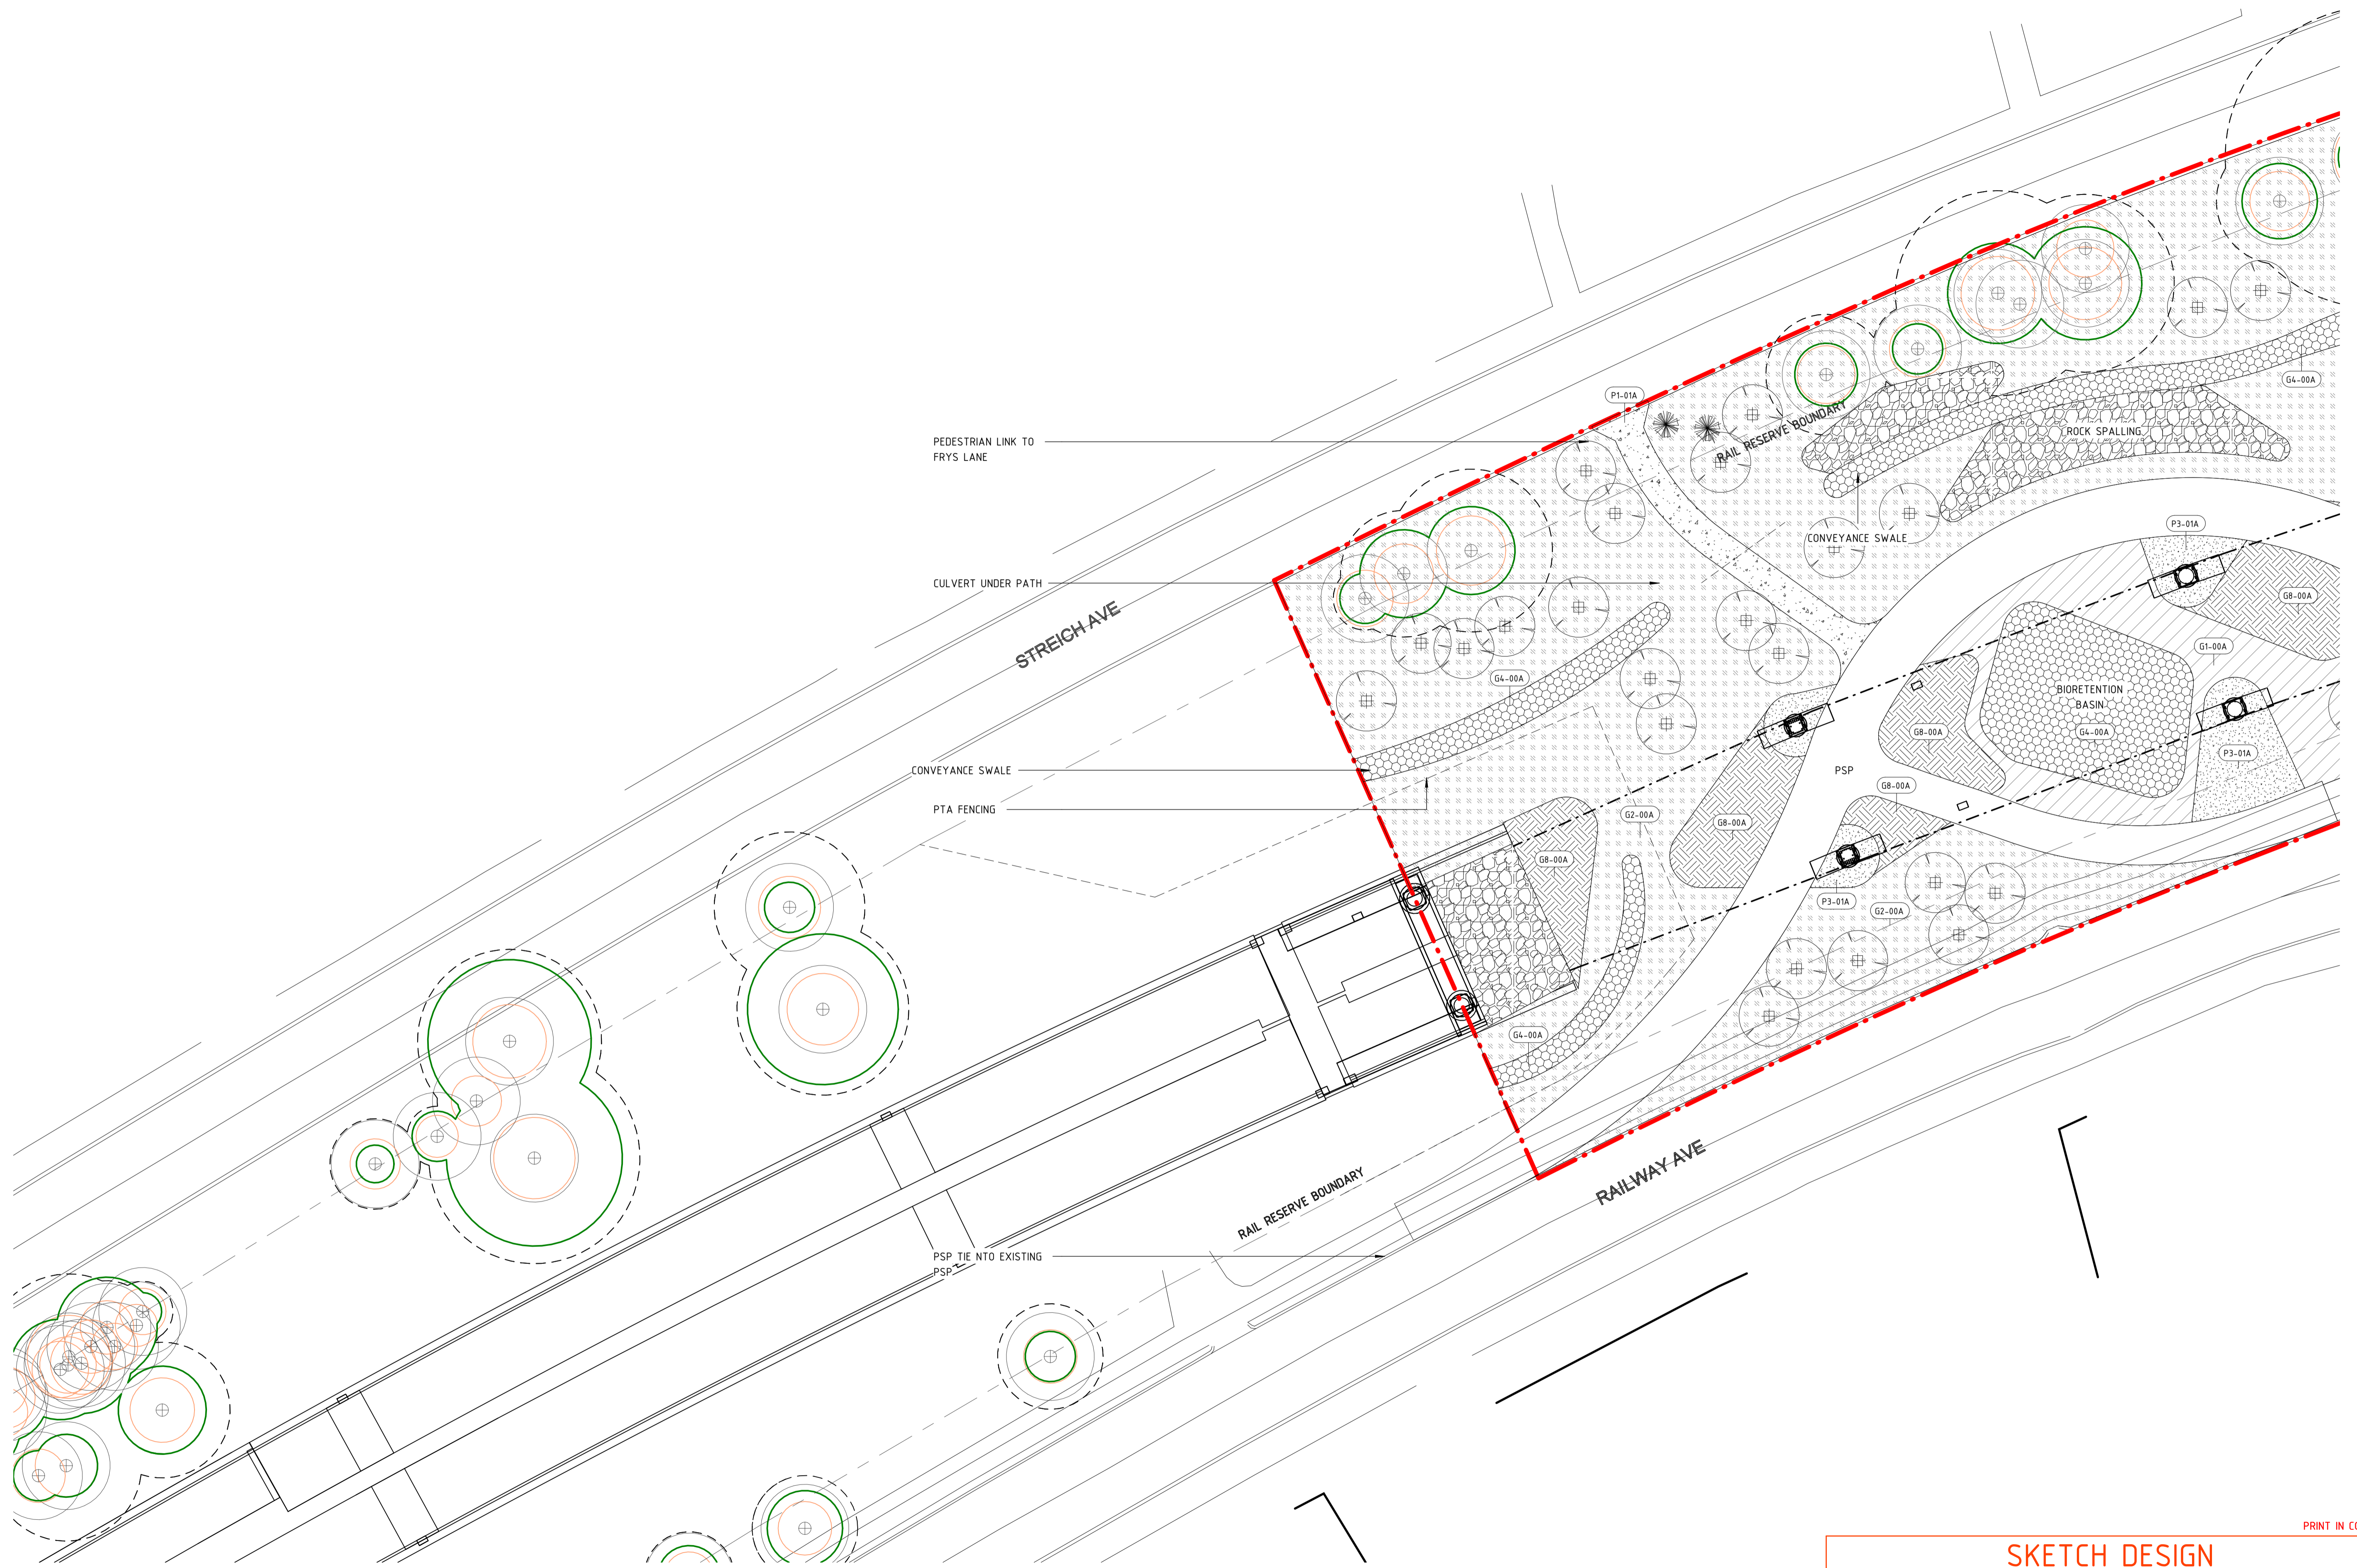 P1-01A
G4-00A
PEDESTRIAN LINK TO
FRYS LANE
RAIL RESERVE BOUNDARY
ROCK SPALLING
P3-01A
CONVEYANCE SWALE
CULVERT UNDER PATH
STREICH AVE
G8-00A
G1-00A
G4-00A
BIORETENTION
BASIN
G8-00A
G4-00A
P3-01A
CONVEYANCE SWALE
PSP
G8-00A
PTA FENCING
G2-00A
G8-00A
G8-00A
P3-01A
G2-00A
G4-00A
RAILWAY AVE
RAIL RESERVE BOUNDARY
PSP TIE NTO EXISTING
PSP
PRINT IN CO
SKETCH DESIGN